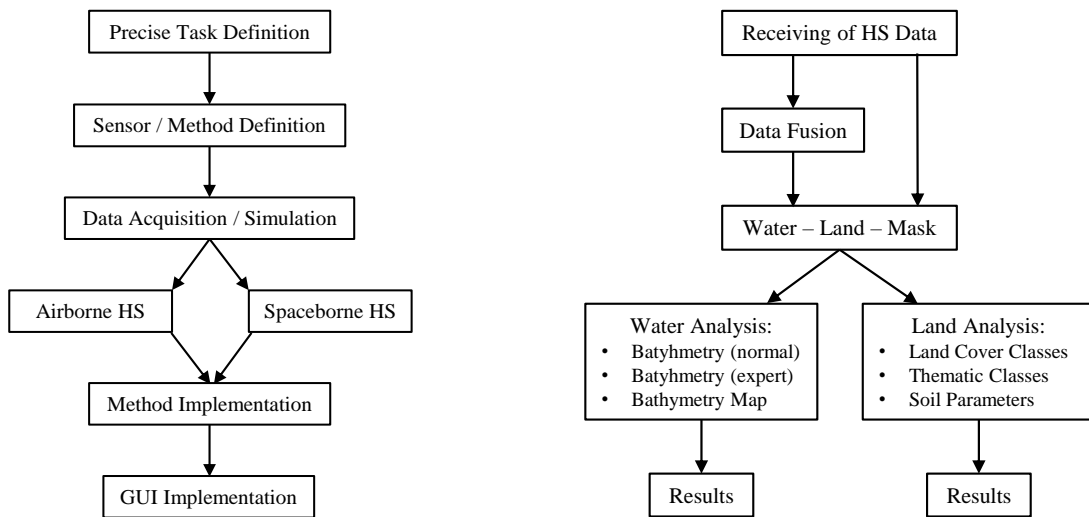 Precise Task Definition
Sensor / Method Definition
Data Acquisition / Simulation
Airborne HS
Spaceborne HS
Method Implementation
GUI Implementation
Receiving of HS Data
Data Fusion
Water – Land – Mask
Water Analysis:
• Batyhmetry (normal)
• Batyhmetry (expert)
• Bathymetry Map
Land Analysis:
• Land Cover Classes
• Thematic Classes
• Soil Parameters
Results
Results